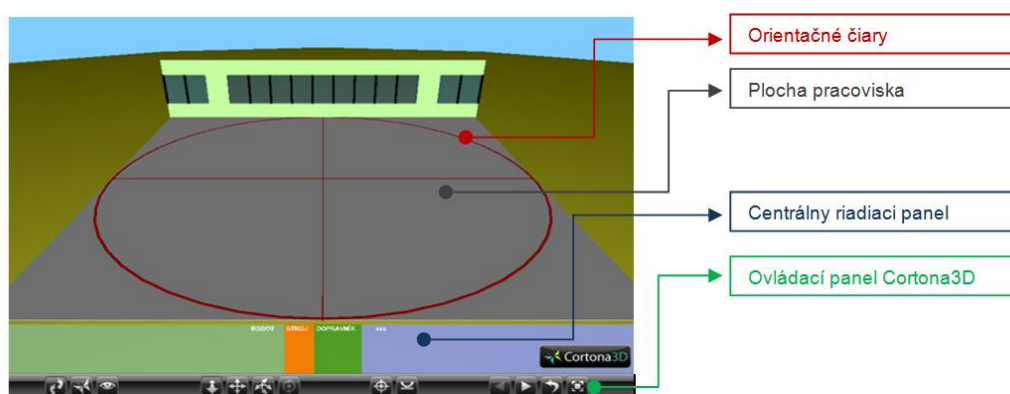 Orientačné čiary
Plocha pracoviska
Centrálny riadiaci panel
Ovládací panel Cortona3D
ROBOT STROJ DOPRAVNÍK
Cortona3D